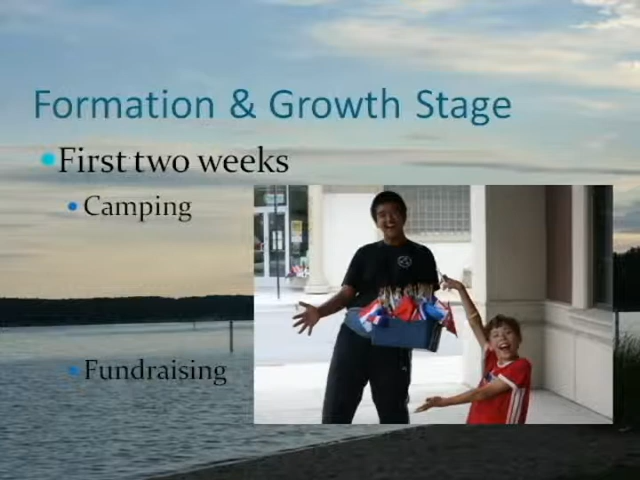 Formation & Growth Stage
First two weeks
Camping
Fundraising